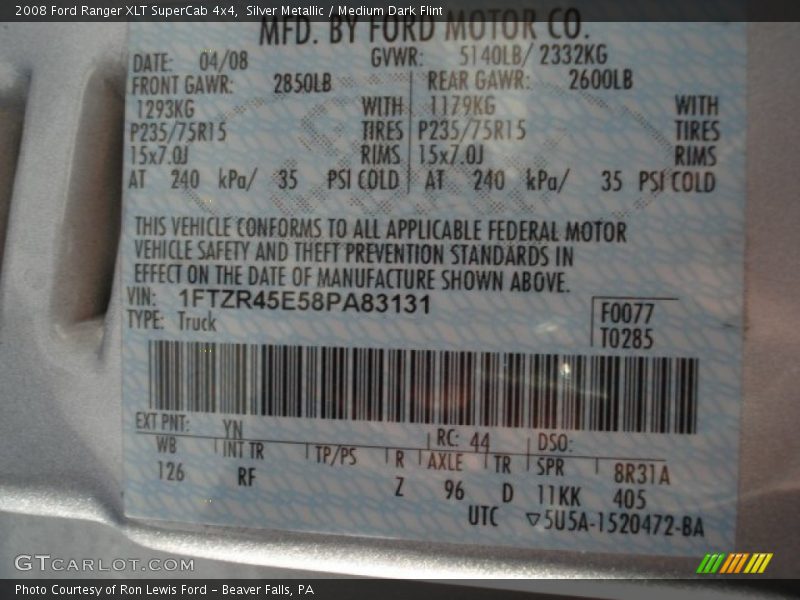 2008 Ford Ranger XLT SuperCab 4x4, Silver Metallic / Medium Dark Flint
MFD. BY FORD MOTOR CO.
DATE: 04/08 GVWR: 5140LB/ 2332KG
FRONT GAWR: 2850LB REAR GAWR: 2600LB
1293KG WITH 1179KG WITH
P235/75R15 TIRES P235/75R15 TIRES
15x7.0J RIMS 15x7.0J RIMS
AT 240 kPa/ 35 PSI COLD AT 240 kPa/ 35 PSI COLD
THIS VEHICLE CONFORMS TO ALL APPLICABLE FEDERAL MOTOR
VEHICLE SAFETY AND THEFT PREVENTION STANDARDS IN
EFFECT ON THE DATE OF MANUFACTURE SHOWN ABOVE.
VIN: 1FTZR45E58PA83131 F0077
TYPE: Truck T0285
EXT PNT: YN RC: 44 DSO:
WB INT TR TP/PS R AXLE TR SPR 8R31A
126 RF Z 96 D 11KK 405
UTC ▽5U5A-1520472-BA
GTCARLOT.COM
Photo Courtesy of Ron Lewis Ford – Beaver Falls, PA